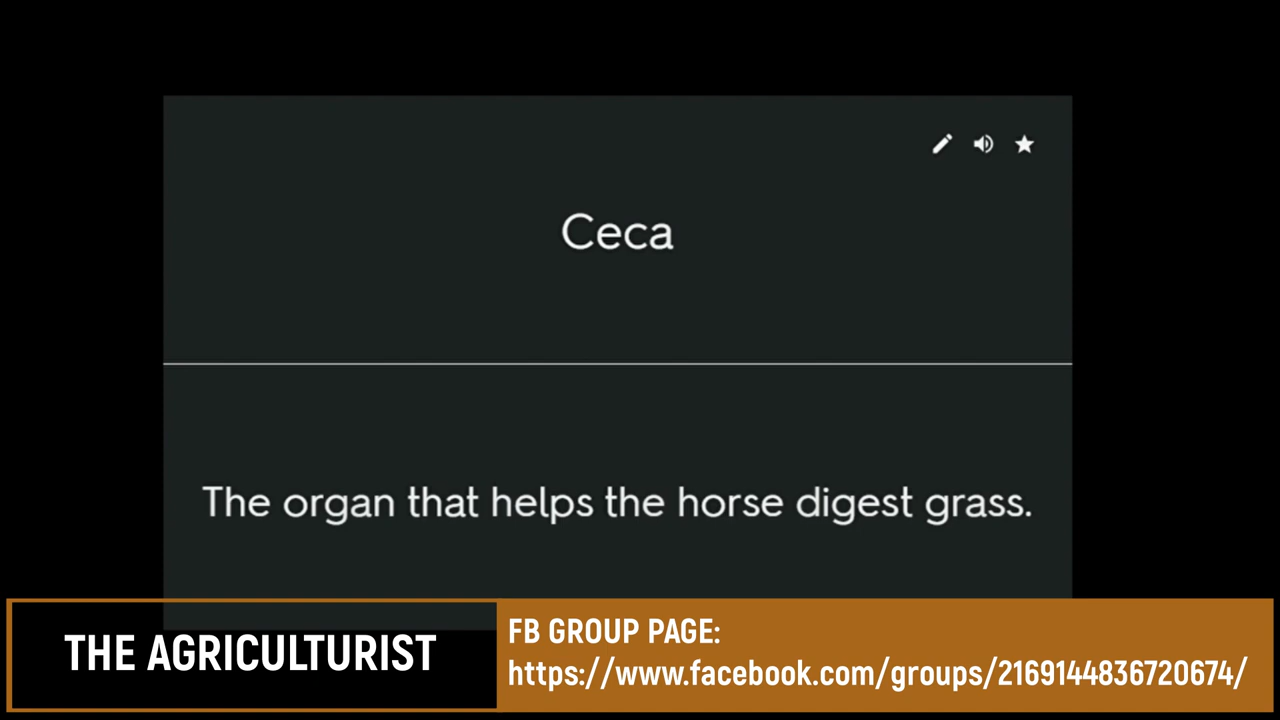 Ceca
The organ that helps the horse digest grass.
THE AGRICULTURIST
FB GROUP PAGE:
https://www.facebook.com/groups/2169144836720674/